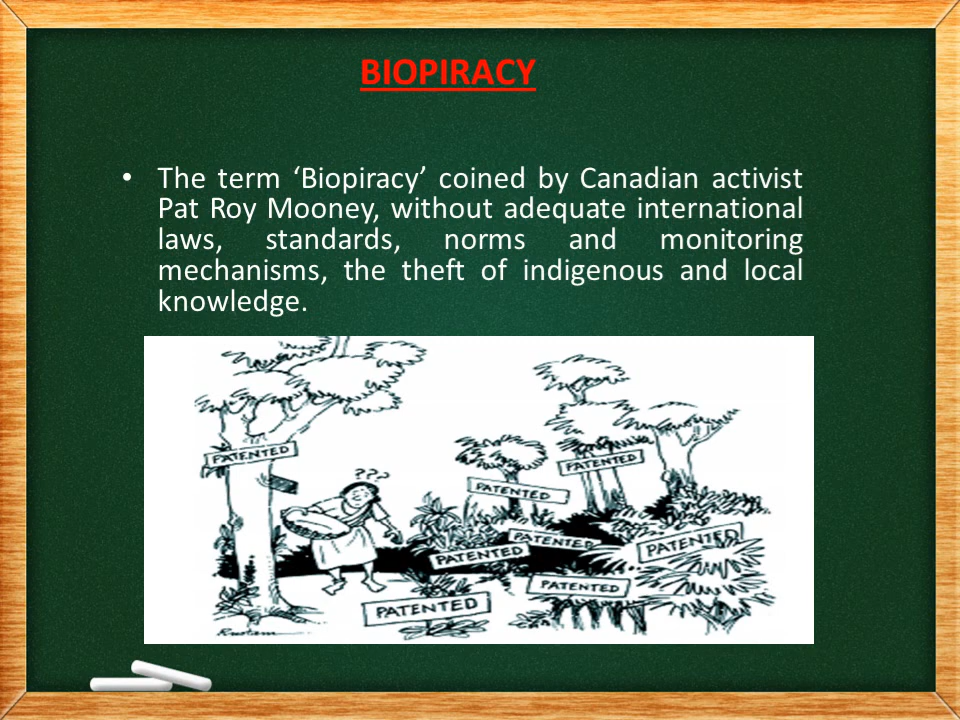 BIOPIRACY
• The term ‘Biopiracy’ coined by Canadian activist
Pat Roy Mooney, without adequate international
laws, standards, norms and monitoring
mechanisms, the theft of indigenous and local
knowledge.
PATENTED
???
PATENTED
PATENTED
PATENTED
PATENTED
PATENTED
PATENTED
PATENTED
Rustam